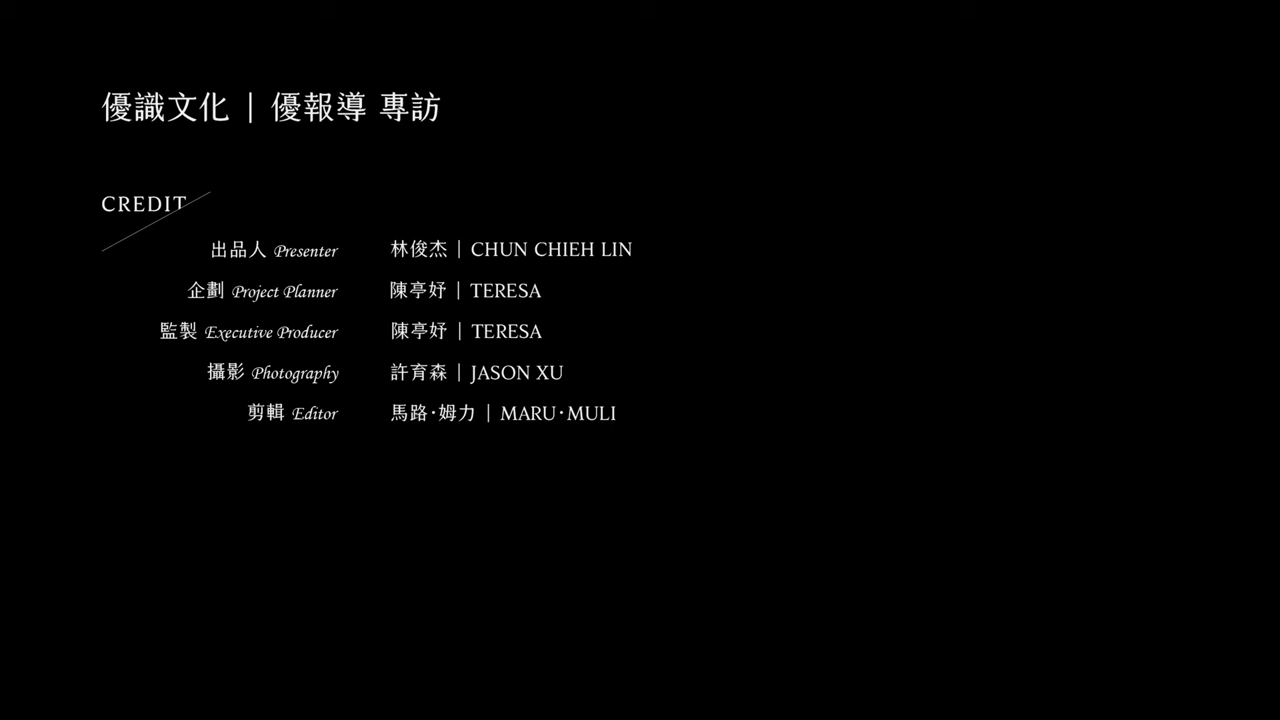 優識文化｜優報導 專訪
CREDIT
出品人 Presenter 林俊杰｜CHUN CHIEH LIN
企劃 Project Planner 陳亭妤｜TERESA
監製 Executive Producer 陳亭妤｜TERESA
攝影 Photography 許育森｜JASON XU
剪輯 Editor 馬路·姆力｜MARU·MULI